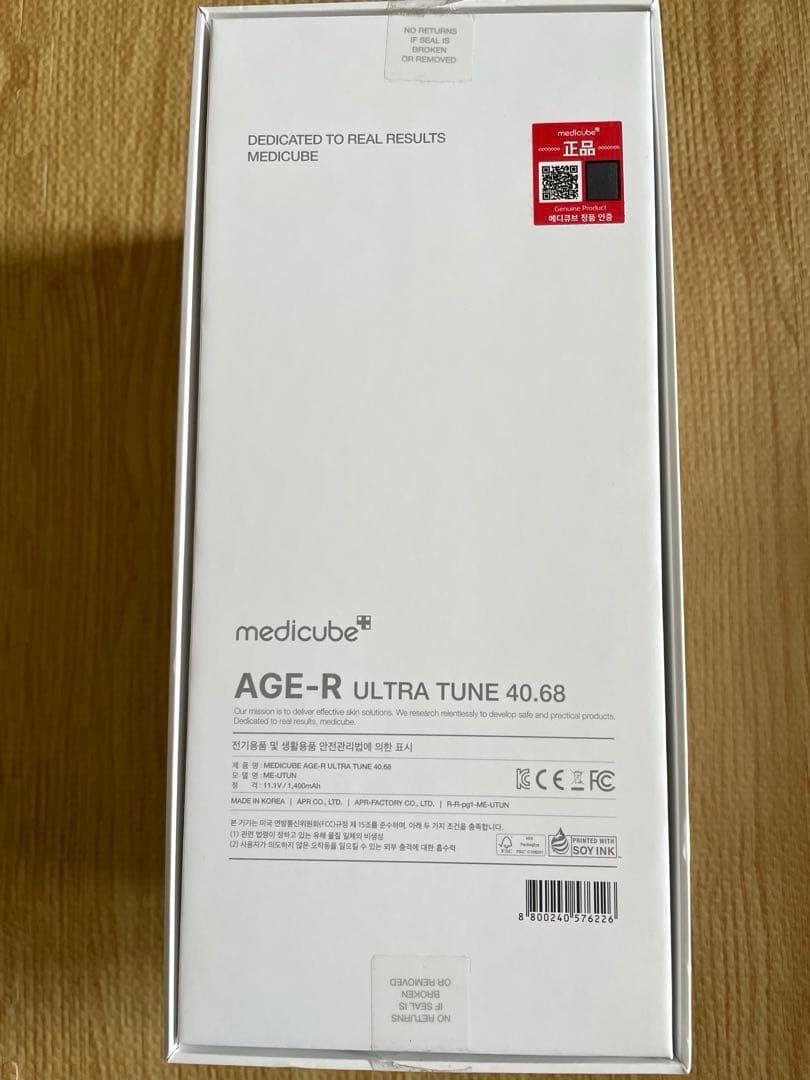 NO RETURNS
IF SEAL IS
BROKEN
OR REMOVED
DEDICATED TO REAL RESULTS
MEDICUBE
medicube
正品
Genuine Product
메디큐브 정품 인증
medicube
AGE-R ULTRA TUNE 40.68
Our mission is to deliver effective skin solutions. We research relentlessly to develop safe and practical products.
Dedicated to real results, medicube.
전기용품 및 생활용품 안전관리법에 의한 표시
제 품 명 : MEDICUBE AGE-R ULTRA TUNE 40.68
모 델 명 : ME-UTUN
정 격 : 11.1V / 1,400mAh
MADE IN KOREA | APR CO., LTD. | APR-FACTORY CO., LTD. | R-R-pg1-ME-UTUN
본 기기는 미국 연방통신위원회(FCC)규정 제 15조를 준수하며, 아래 두 가지 조건을 충족합니다.
(1) 관련 법령이 정하고 있는 유해 물질 일체의 비생성
(2) 사용자가 의도하지 않은 오작동을 일으킬 수 있는 외부 충격에 대한 흡수력
KC CE FC
FSC
MIX
Packaging
PRINTED WITH
SOY INK
8 800240 576226
NO RETURNS
IF SEAL IS
BROKEN
OR REMOVED